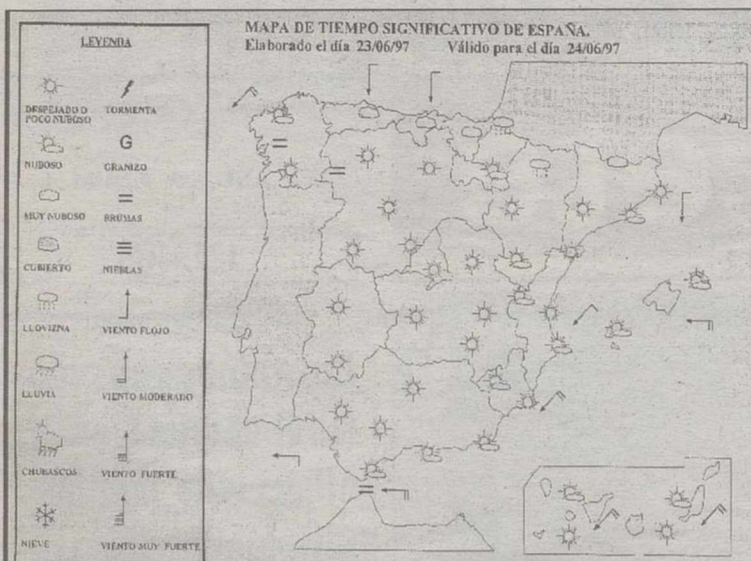 LEYENDA
DESPEJADO O
POCO NUBOSO
TORMENTA
NUBOSO
G
GRANIZO
MUY NUBOSO
BRUMAS
CUBIERTO
NIEBLAS
LLOVIZNA
VIENTO FLOJO
LLUVIA
VIENTO MODERADO
CHUBASCOS
VIENTO FUERTE
NIEVE
VIENTO MUY FUERTE
MAPA DE TIEMPO SIGNIFICATIVO DE ESPAÑA.
Elaborado el día 23/06/97 Válido para el día 24/06/97